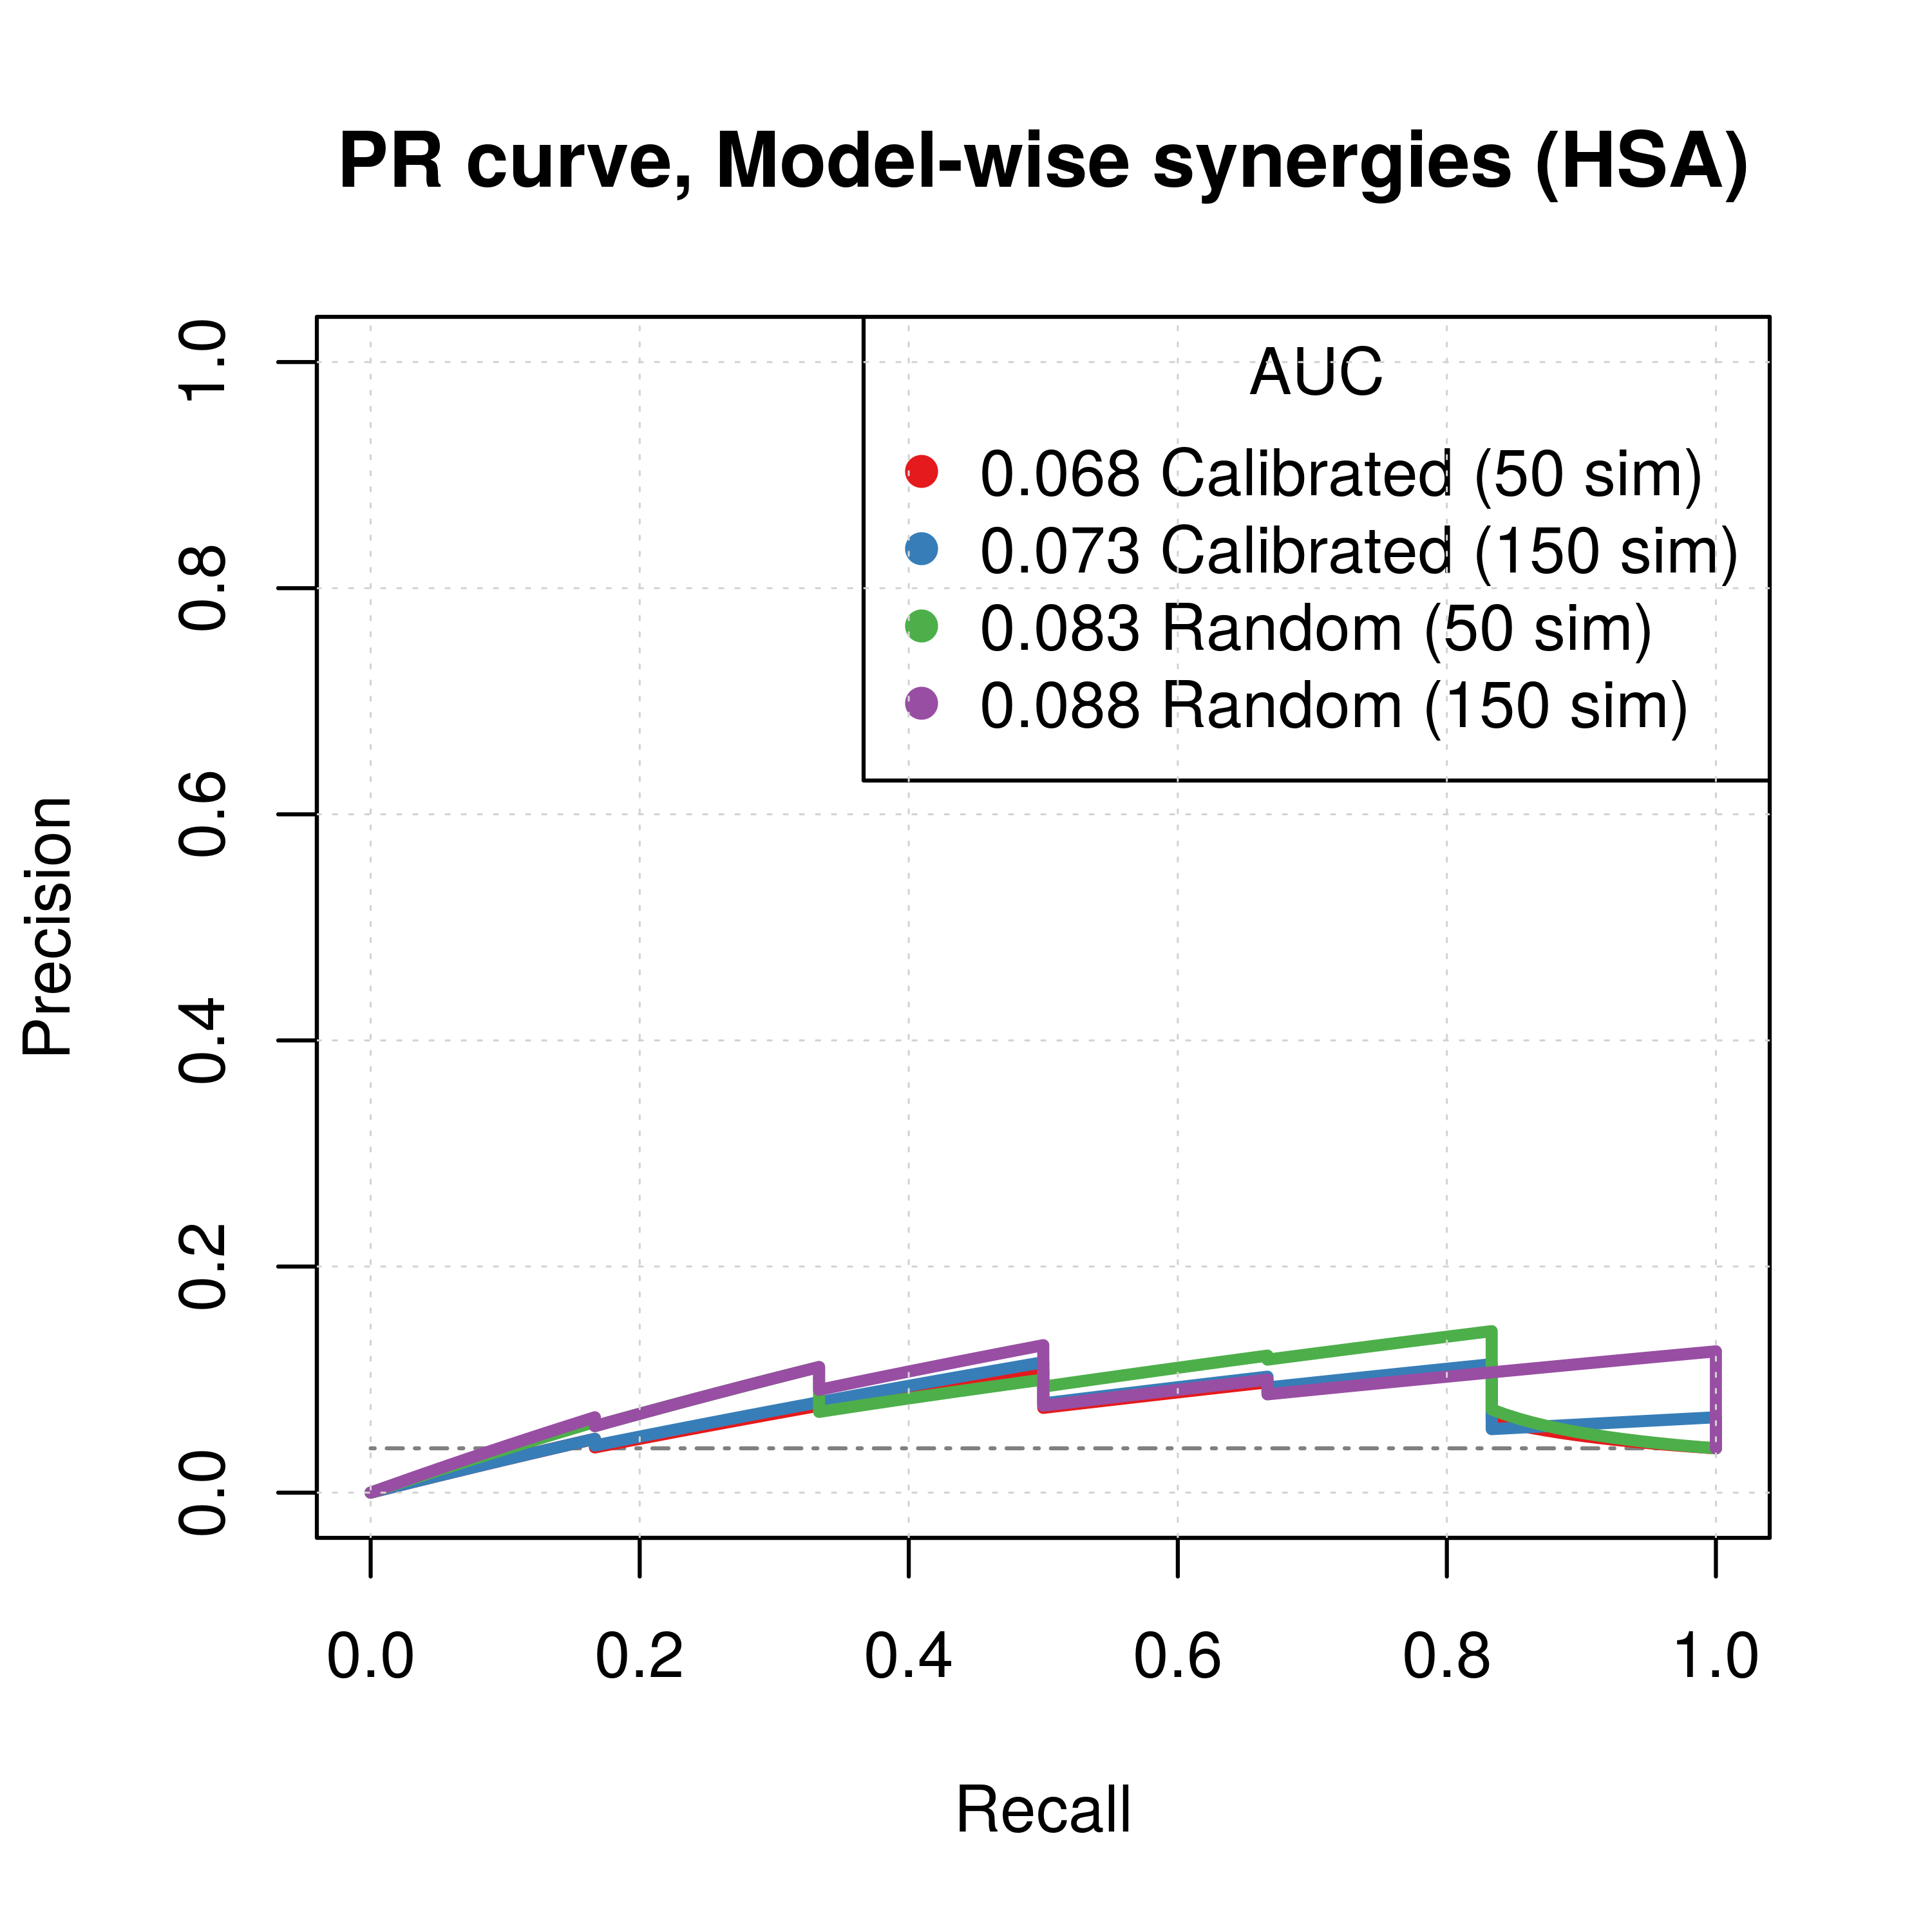 PR curve, Model-wise synergies (HSA)
AUC
0.068 Calibrated (50 sim)
0.073 Calibrated (150 sim)
0.083 Random (50 sim)
0.088 Random (150 sim)
Precision
1.0
0.8
0.6
0.4
0.2
0.0
0.0 0.2 0.4 0.6 0.8 1.0
Recall